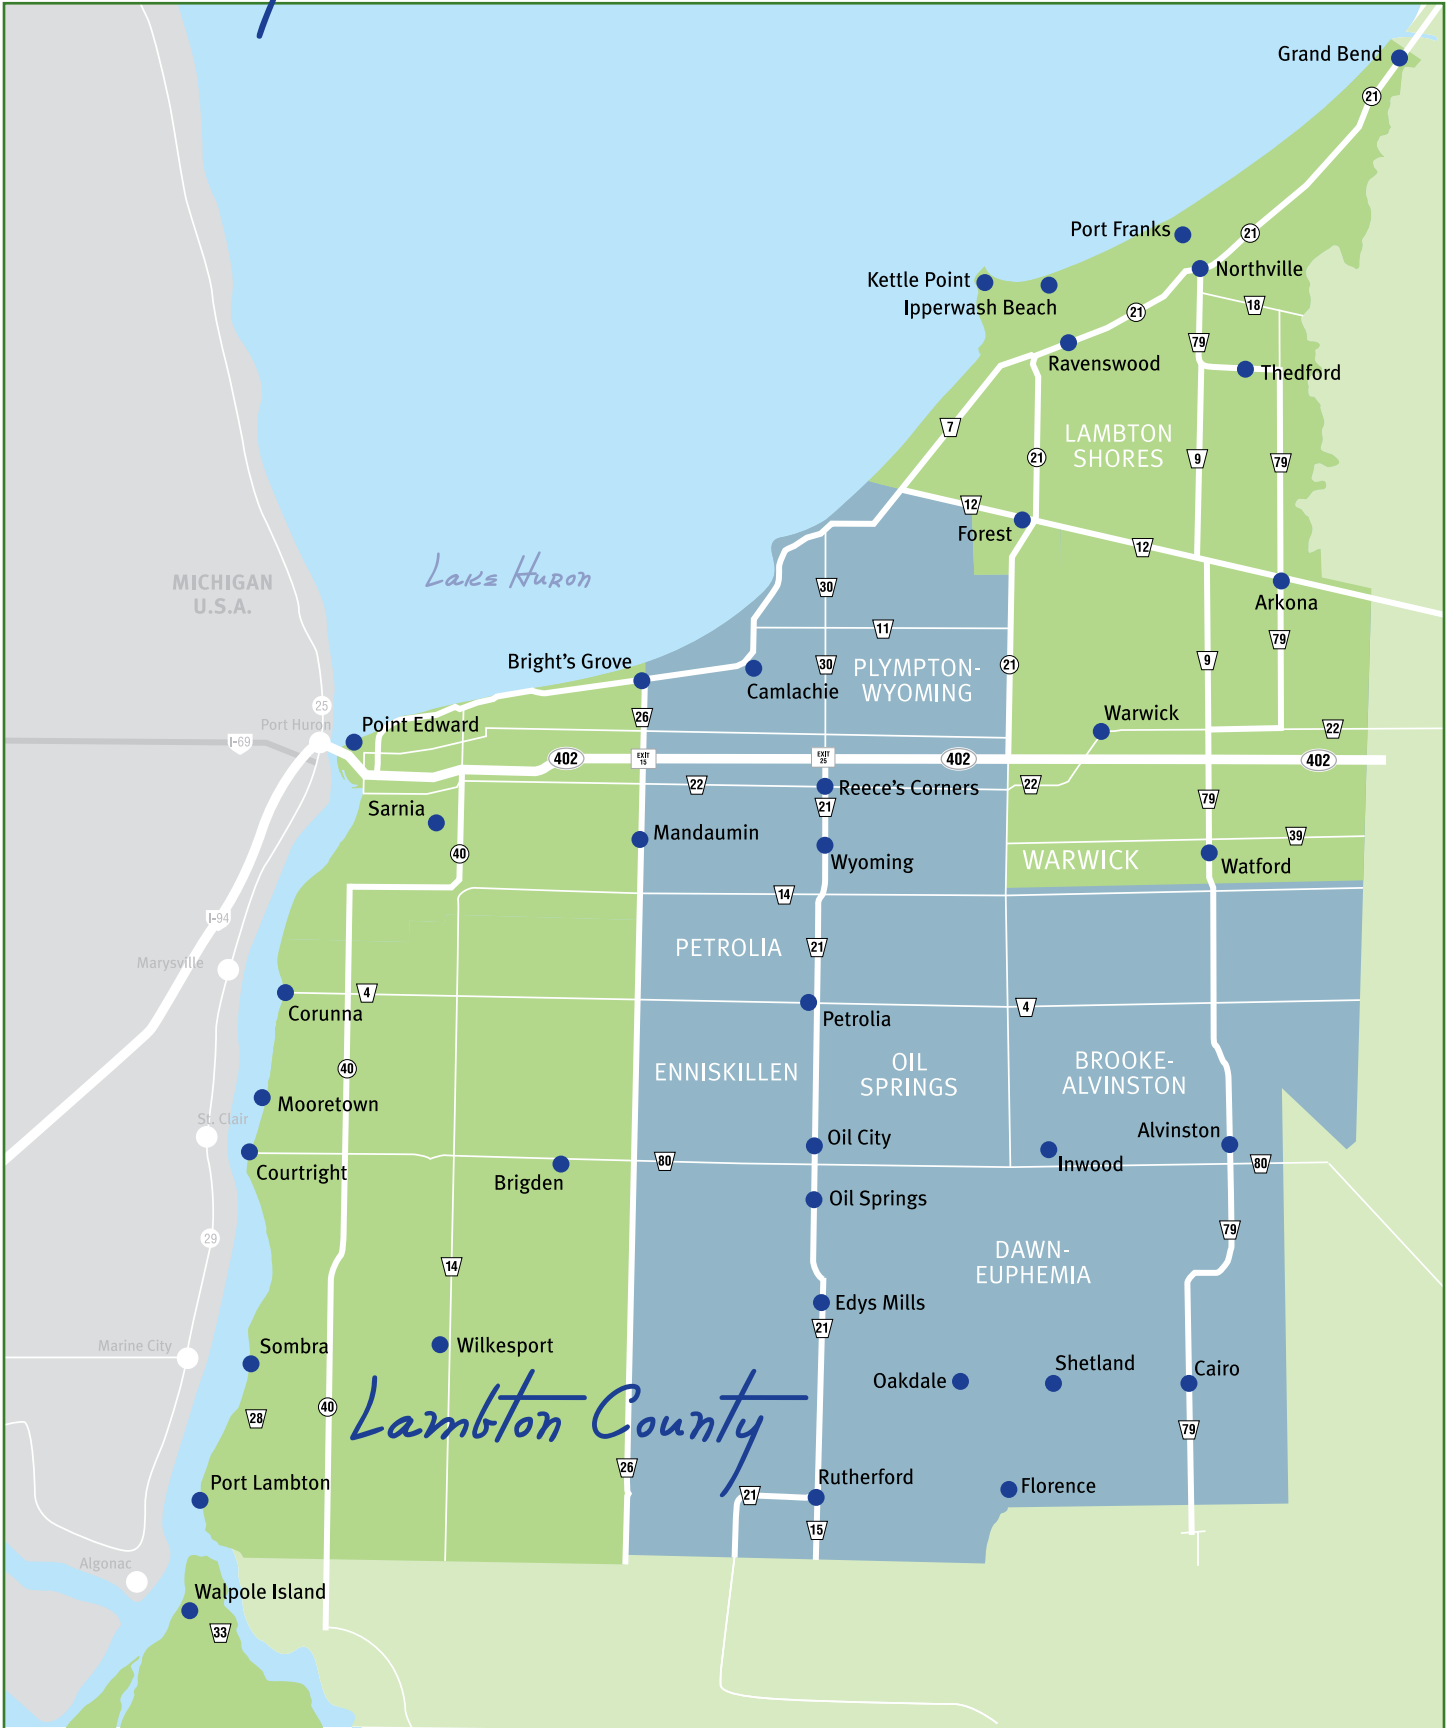 Grand Bend
21
Port Franks
21
Northville
Kettle Point
Ipperwash Beach
18
21
79
Ravenswood
Thedford
7
LAMBTON
SHORES
21
9
79
12
Forest
12
Lake Huron
MICHIGAN
U.S.A.
30
Arkona
11
79
Bright's Grove
30
PLYMPTON-
WYOMING
21
9
Camlachie
25
Port Huron
Point Edward
26
Warwick
22
I-69
402
EXIT
15
EXIT
25
402
402
22
Reece's Corners
22
79
Sarnia
21
Mandaumin
39
40
Wyoming
WARWICK
Watford
14
I-94
PETROLIA
21
Marysville
4
Corunna
Petrolia
4
40
ENNISKILLEN
OIL
SPRINGS
BROOKE-
ALVINSTON
Mooretown
St. Clair
Oil City
Alvinston
Courtright
Brigden
80
Inwood
80
Oil Springs
29
79
DAWN-
EUPHEMIA
14
Edys Mills
21
Marine City
Sombra
Wilkesport
Oakdale
Shetland
Cairo
28
40
Lambton County
79
26
Port Lambton
21
Rutherford
Florence
15
Algonac
Walpole Island
33